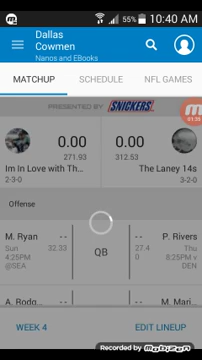 55% 10:40 AM
Dallas
Cowmen
Nanos and EBooks
MATCHUP SCHEDULE NFL GAMES
PRESENTED BY SNICKERS
0.00 0.00
271.93 312.53
Im In Love with Th... The Laney 14s
2-3-0 3-2-0
Offense
M. Ryan -- QB -- P. Rivers
Sun 32.33 27.4 Thu
4:25PM 0 8:25PM v
@SEA DEN
A. Rodg... -- -- M. Mari...
WEEK 4 EDIT LINEUP
RECORDED BY
MOBIZEN